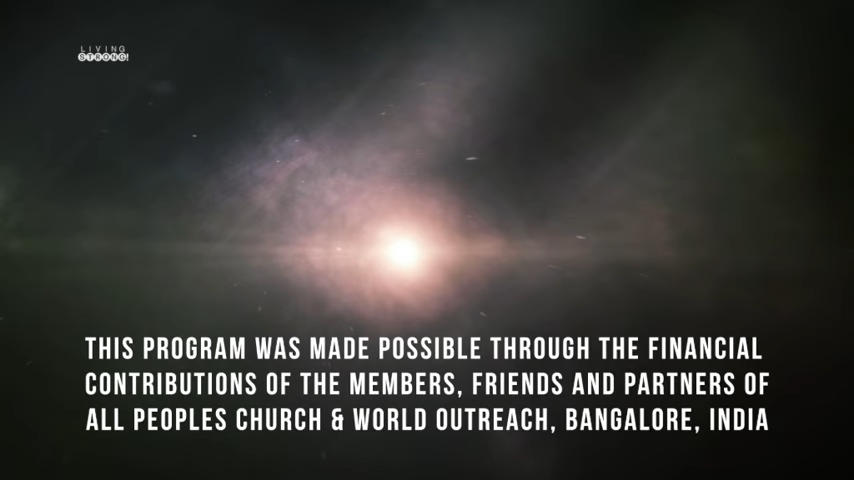 LIVING
STRONG!
THIS PROGRAM WAS MADE POSSIBLE THROUGH THE FINANCIAL
CONTRIBUTIONS OF THE MEMBERS, FRIENDS AND PARTNERS OF
ALL PEOPLES CHURCH & WORLD OUTREACH, BANGALORE, INDIA